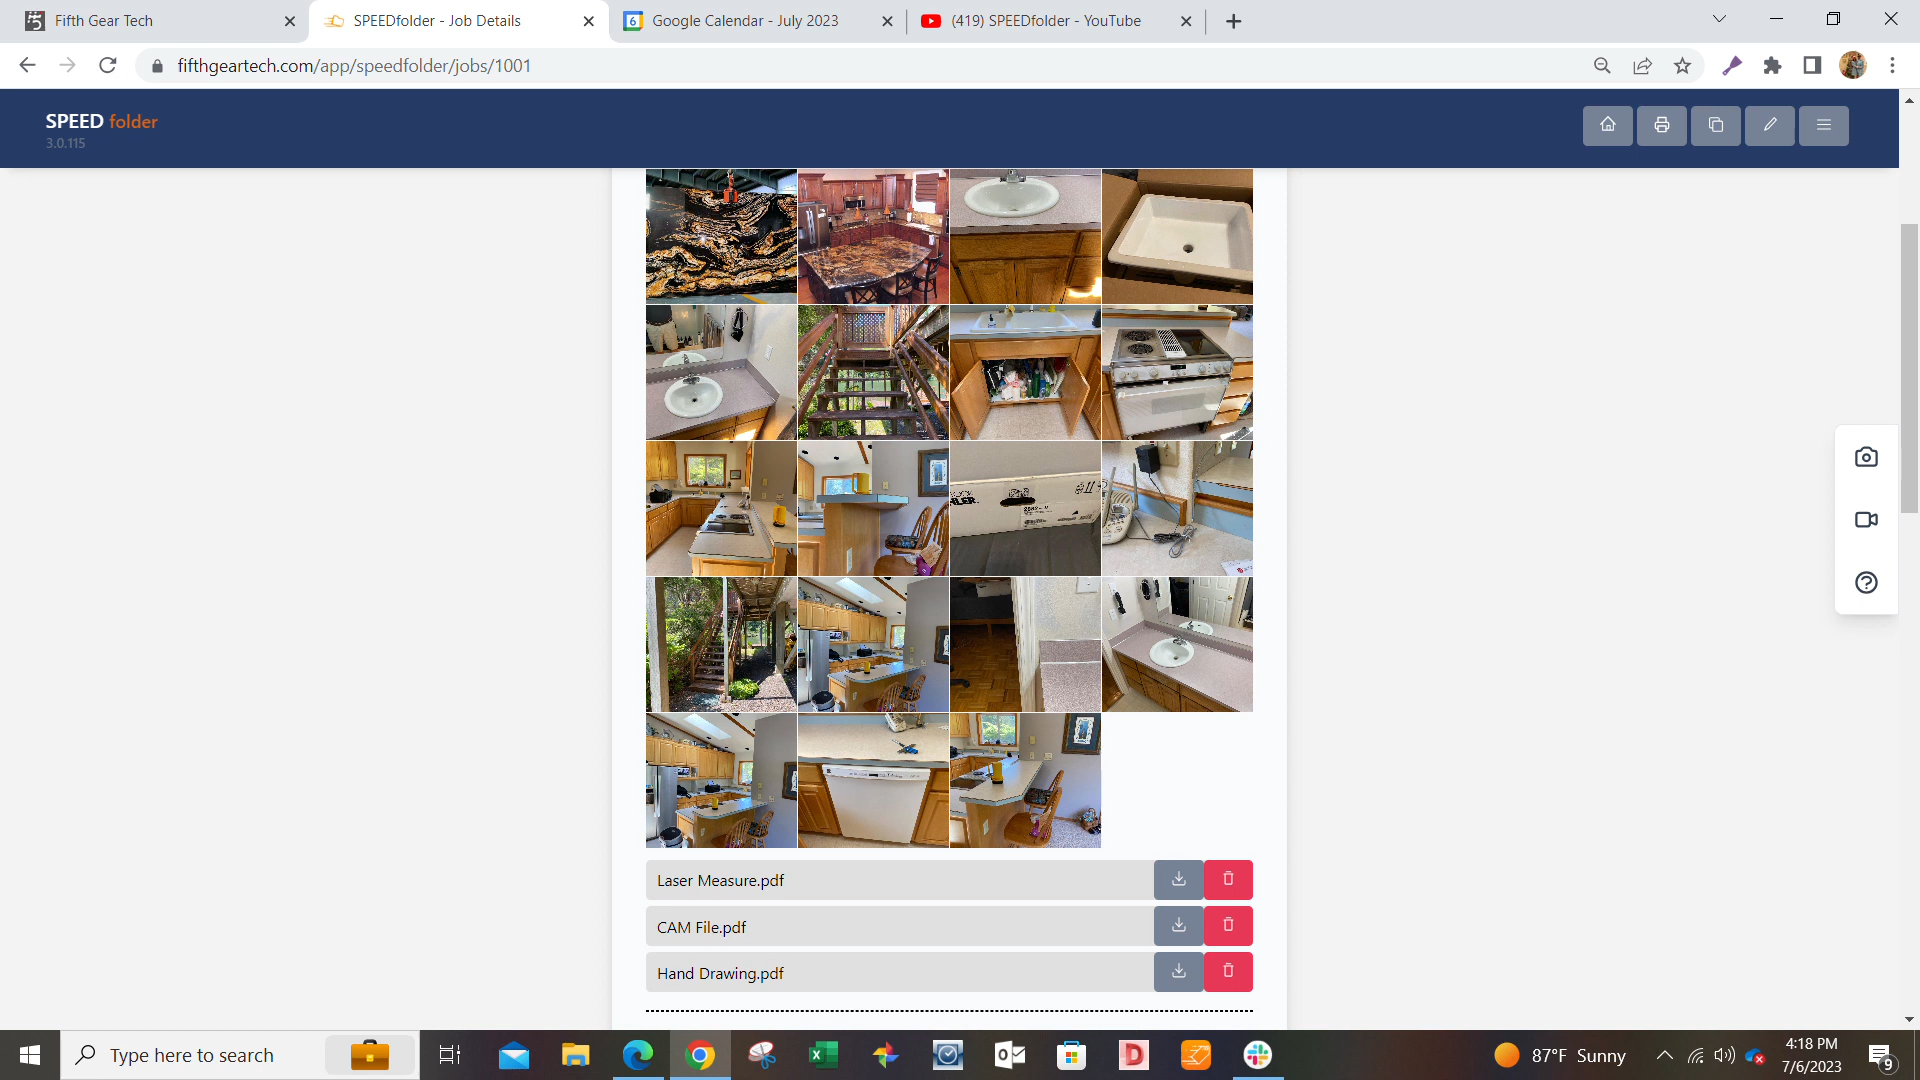 Fifth Gear Tech
SPEEDfolder - Job Details
6
Google Calendar - July 2023
(419) SPEEDfolder - YouTube
fifthgeartech.com/app/speedfolder/jobs/1001
SPEED folder
3.0.115
Laser Measure.pdf
CAM File.pdf
Hand Drawing.pdf
Type here to search
87°F Sunny
4:18 PM
7/6/2023
9